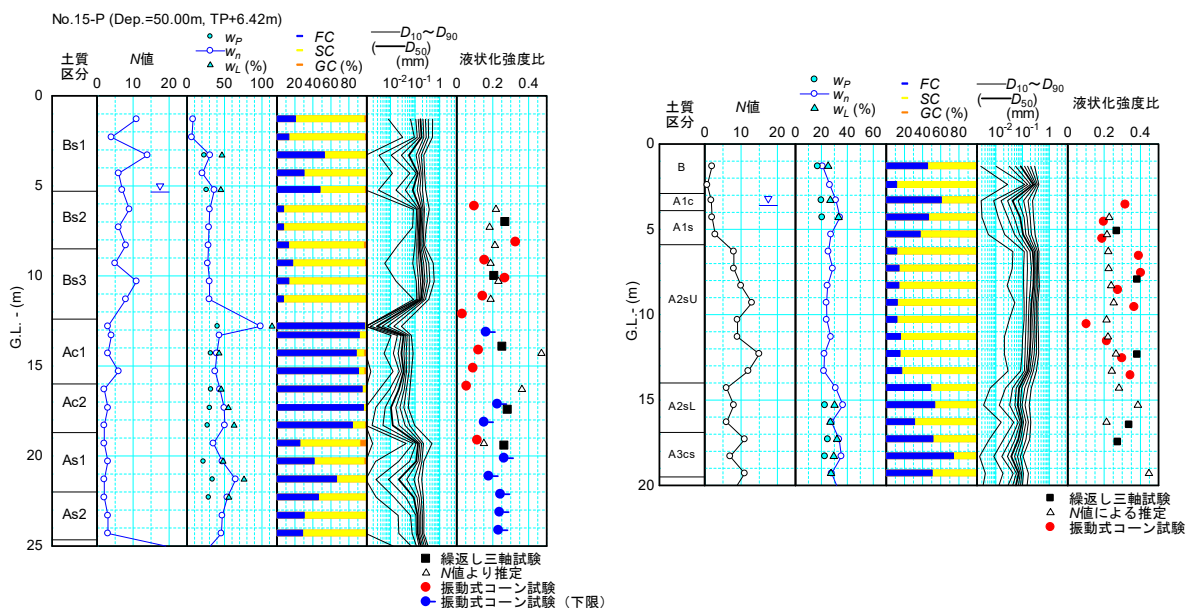 No.15-P (Dep.=50.00m, TP+6.42m)
土質
区分
N値
wP
wn
wL (%)
FC
SC
GC (%)
D10～D90
(D50)
(mm)
液状化強度比
0 10 20
0 50 100
20 40 60 80
10-2 10-1
0 0.1 0.2 0.3 0.4 0.5
G.L. - (m)
0
5
10
15
20
25
Bs1
Bs2
Bs3
Ac1
Ac2
As1
As2
繰返し三軸試験
N値より推定
振動式コーン試験
振動式コーン試験（下限）
土質
区分
N値
wP
wn
wL (%)
FC
SC
GC (%)
D10～D90
(D50)
(mm)
液状化強度比
0 10 20
0 20 40 60
20 40 60 80
10-2 10-1
0 0.2 0.4
G.L.-(m)
0
5
10
15
20
B
A1c
A1s
A2sU
A2sL
A3cs
繰返し三軸試験
N値による推定
振動式コーン試験